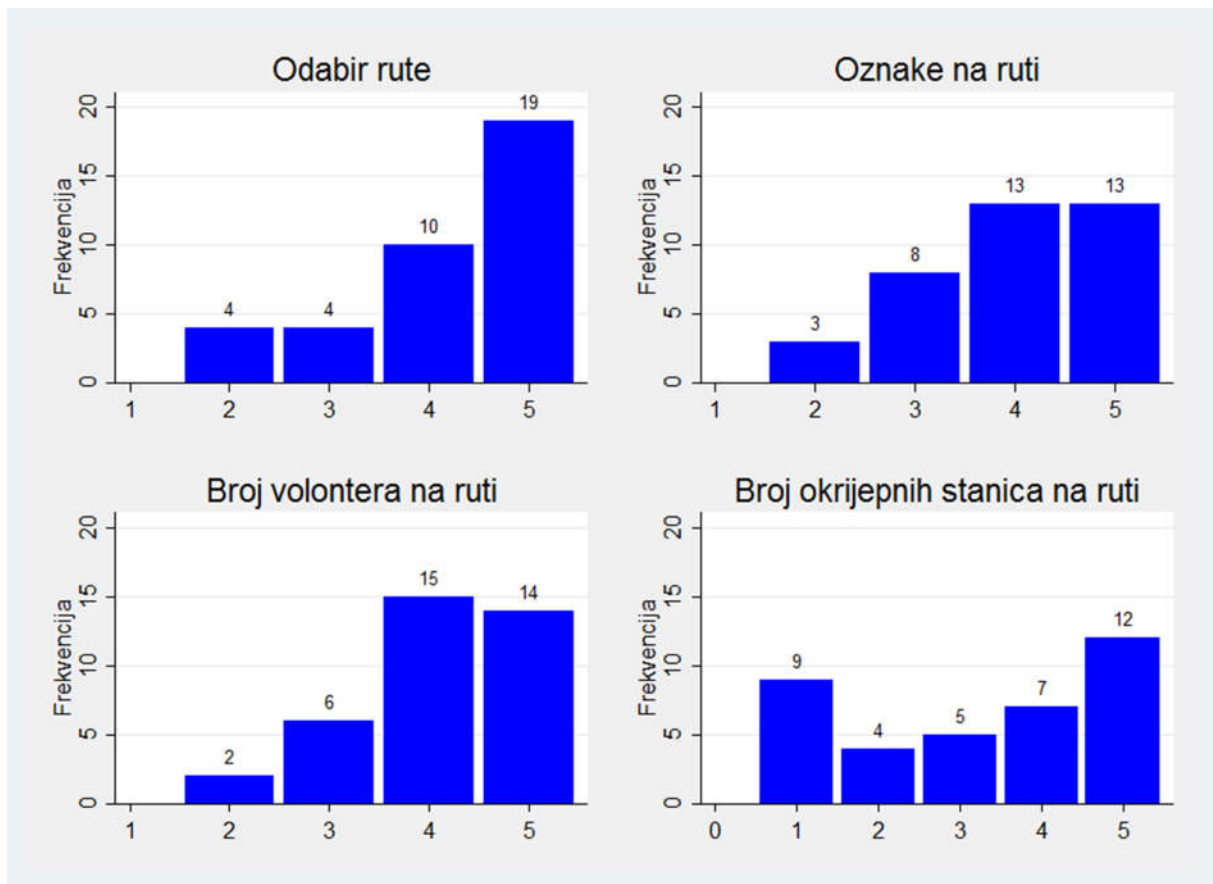 Odabir rute
Frekvencija
0 5 10 15 20
4 4 10 19
1 2 3 4 5
Oznake na ruti
Frekvencija
0 5 10 15 20
3 8 13 13
1 2 3 4 5
Broj volontera na ruti
Frekvencija
0 5 10 15 20
2 6 15 14
1 2 3 4 5
Broj okrijepnih stanica na ruti
Frekvencija
0 5 10 15 20
9 4 5 7 12
0 1 2 3 4 5